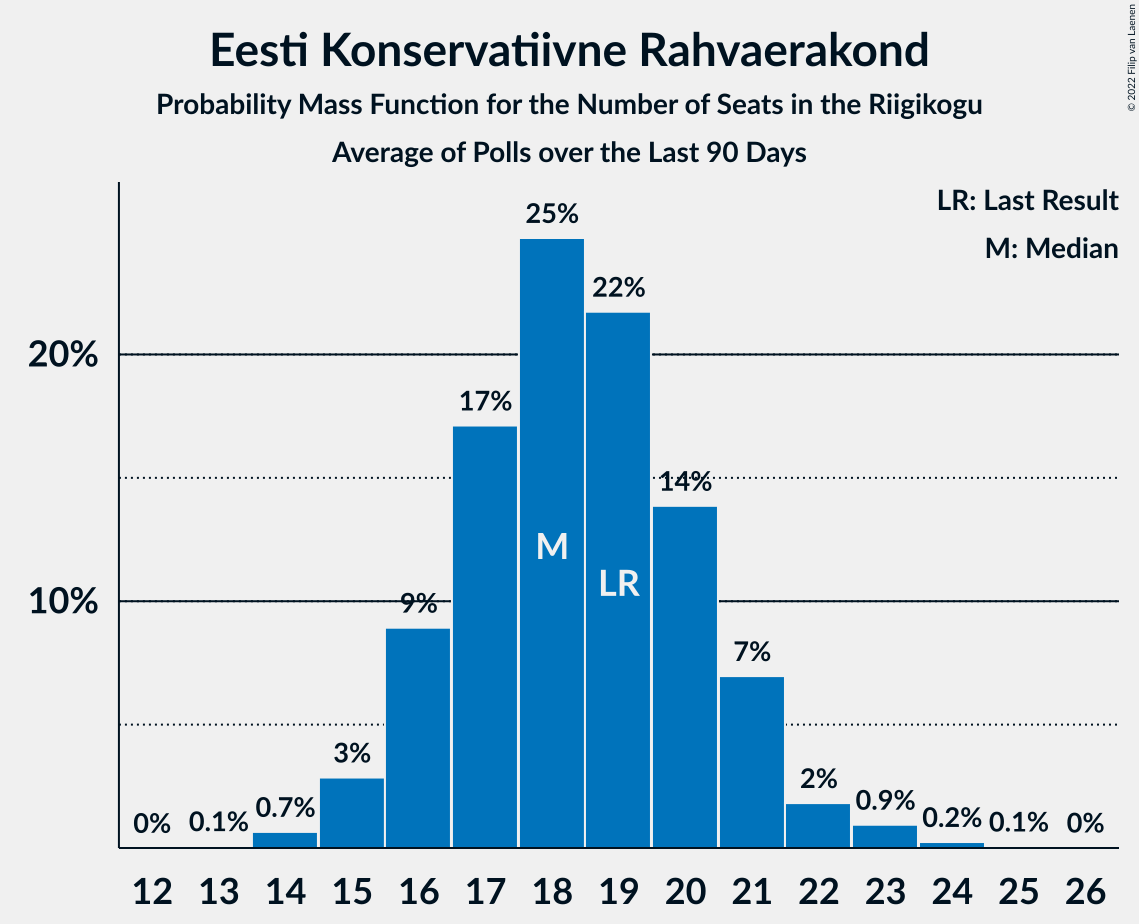 Eesti Konservatiivne Rahvaerakond
Probability Mass Function for the Number of Seats in the Riigikogu
Average of Polls over the Last 90 Days
© 2022 Filip van Laenen
LR: Last Result
M: Median
20%
10%
0%
0.1%
0.7%
3%
9%
17%
25%
22%
14%
7%
2%
0.9%
0.2%
0.1%
0%
M
LR
12 13 14 15 16 17 18 19 20 21 22 23 24 25 26